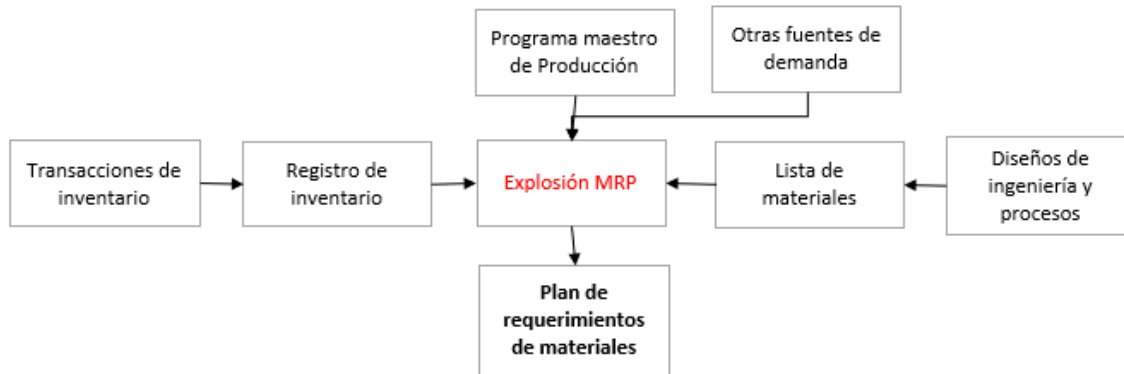 Programa maestro
de Producción
Otras fuentes de
demanda
Transacciones de
inventario
Registro de
inventario
Explosión MRP
Lista de
materiales
Diseños de
ingeniería y
procesos
Plan de
requerimientos
de materiales